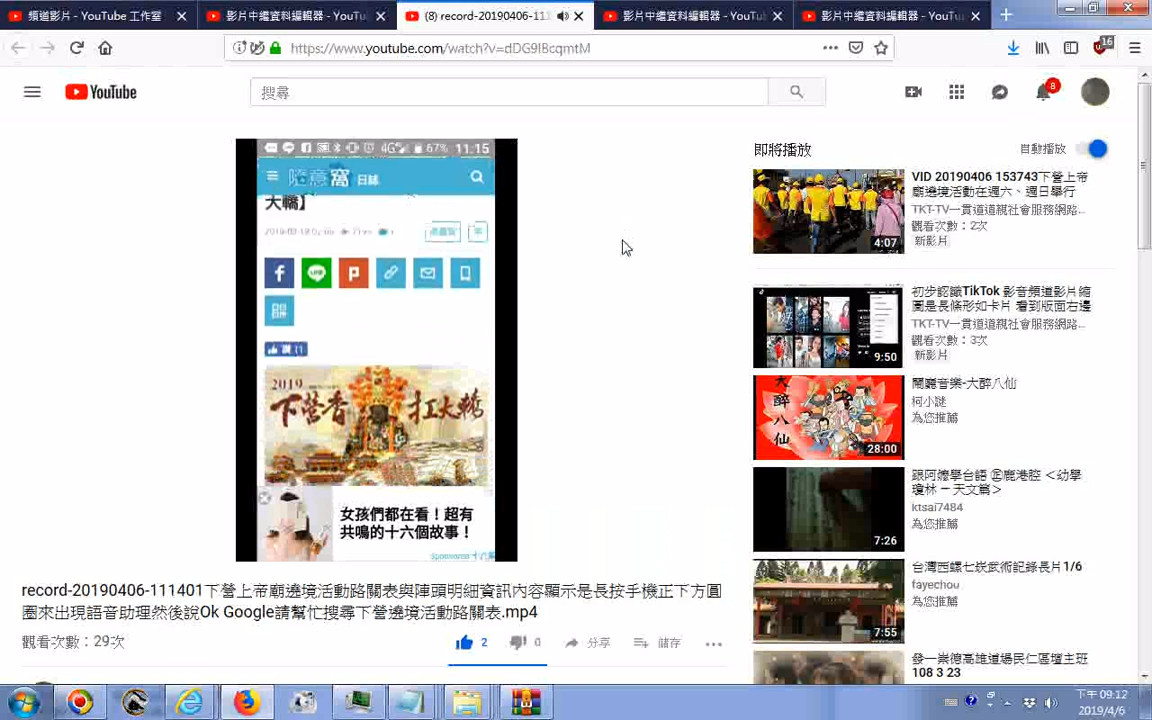 頻道影片 - YouTube 工作室
影片中繼資料編輯器 - YouTu
(8) record-20190406-111
影片中繼資料編輯器 - YouTu
影片中繼資料編輯器 - YouTu
https://www.youtube.com/watch?v=dDG9lBcqmtM
16
YouTube
搜尋
8
4G
67%
11:15
隨意窩 日誌
大轎】
讚 1
2019
下營香 扛大轎
女孩們都在看！超有
共鳴的十六個故事！
即將播放
自動播放
VID 20190406 153743下營上帝
廟遶境活動在週六、週日舉行
TKT-TV一貫道道親社會服務網路...
觀看次數：2次
新影片
4:07
初步認識TikTok 影音頻道影片縮
圖是長條形如卡片 看到版面右邊
TKT-TV一貫道道親社會服務網路...
觀看次數：3次
新影片
9:50
鬧廳音樂-大醉八仙
柯小謎
為您推薦
大醉八仙
28:00
跟阿嬤學台語 ㊣鹿港腔 ＜幼學
瓊林 – 天文篇＞
ktsai7484
為您推薦
7:26
台灣西螺七崁武術記錄長片1/6
fayechou
為您推薦
7:55
發一崇德高雄道場民仁區壇主班
108 3 23
record-20190406-111401下營上帝廟遶境活動路關表與陣頭明細資訊內容顯示是長按手機正下方圓
圈來出現語音助理然後說Ok Google請幫忙搜尋下營遶境活動路關表.mp4
觀看次數：29次
2
0
分享
儲存
下午 09:12
2019/4/6